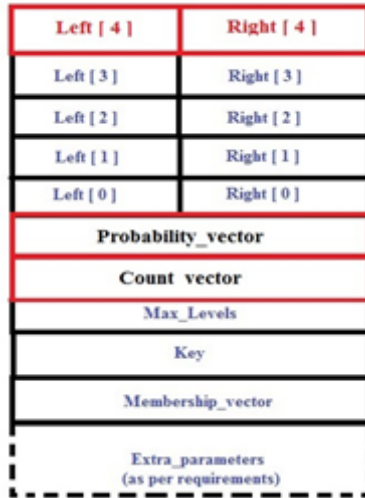 Left [ 4 ] Right [ 4 ]
Left [ 3 ] Right [ 3 ]
Left [ 2 ] Right [ 2 ]
Left [ 1 ] Right [ 1 ]
Left [ 0 ] Right [ 0 ]
Probability_vector
Count vector
Max_Levels
Key
Membership_vector
Extra_parameters
(as per requirements)